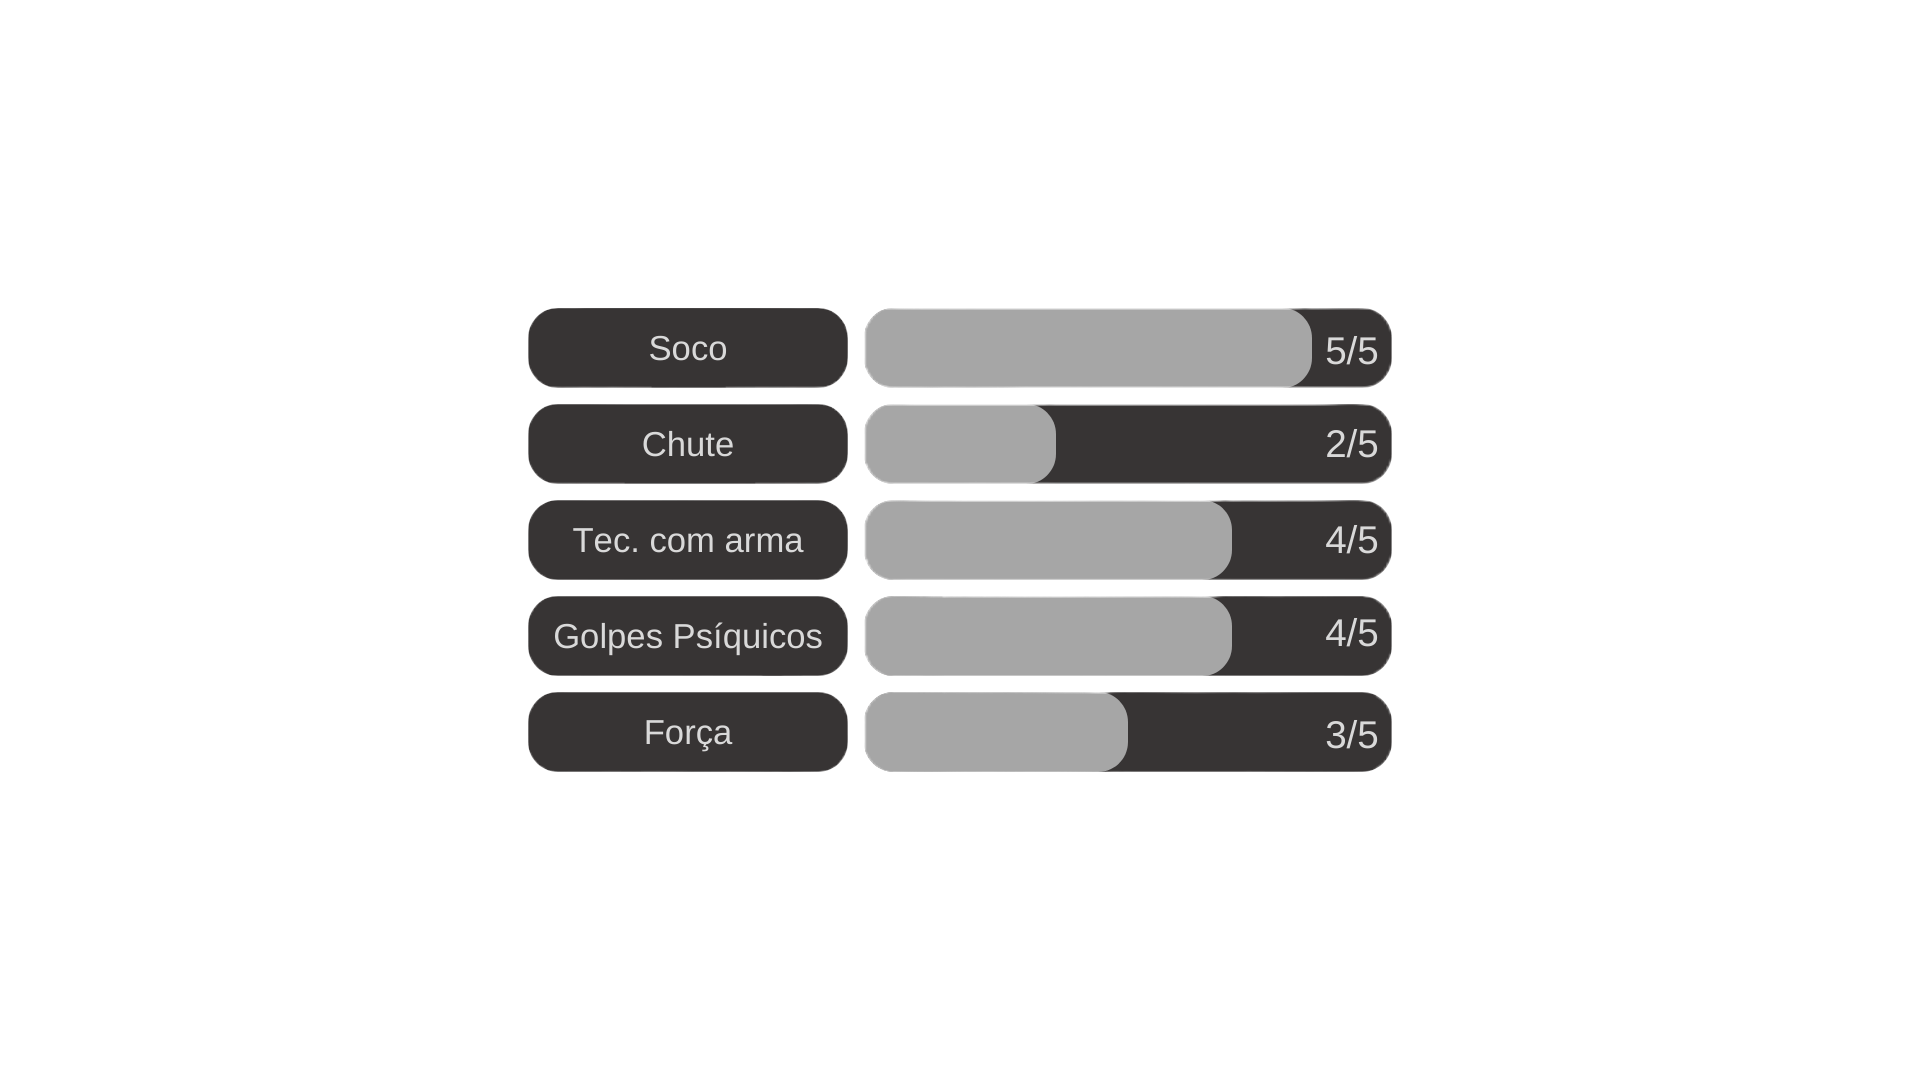 Soco 5/5
Chute 2/5
Tec. com arma 4/5
Golpes Psíquicos 4/5
Força 3/5